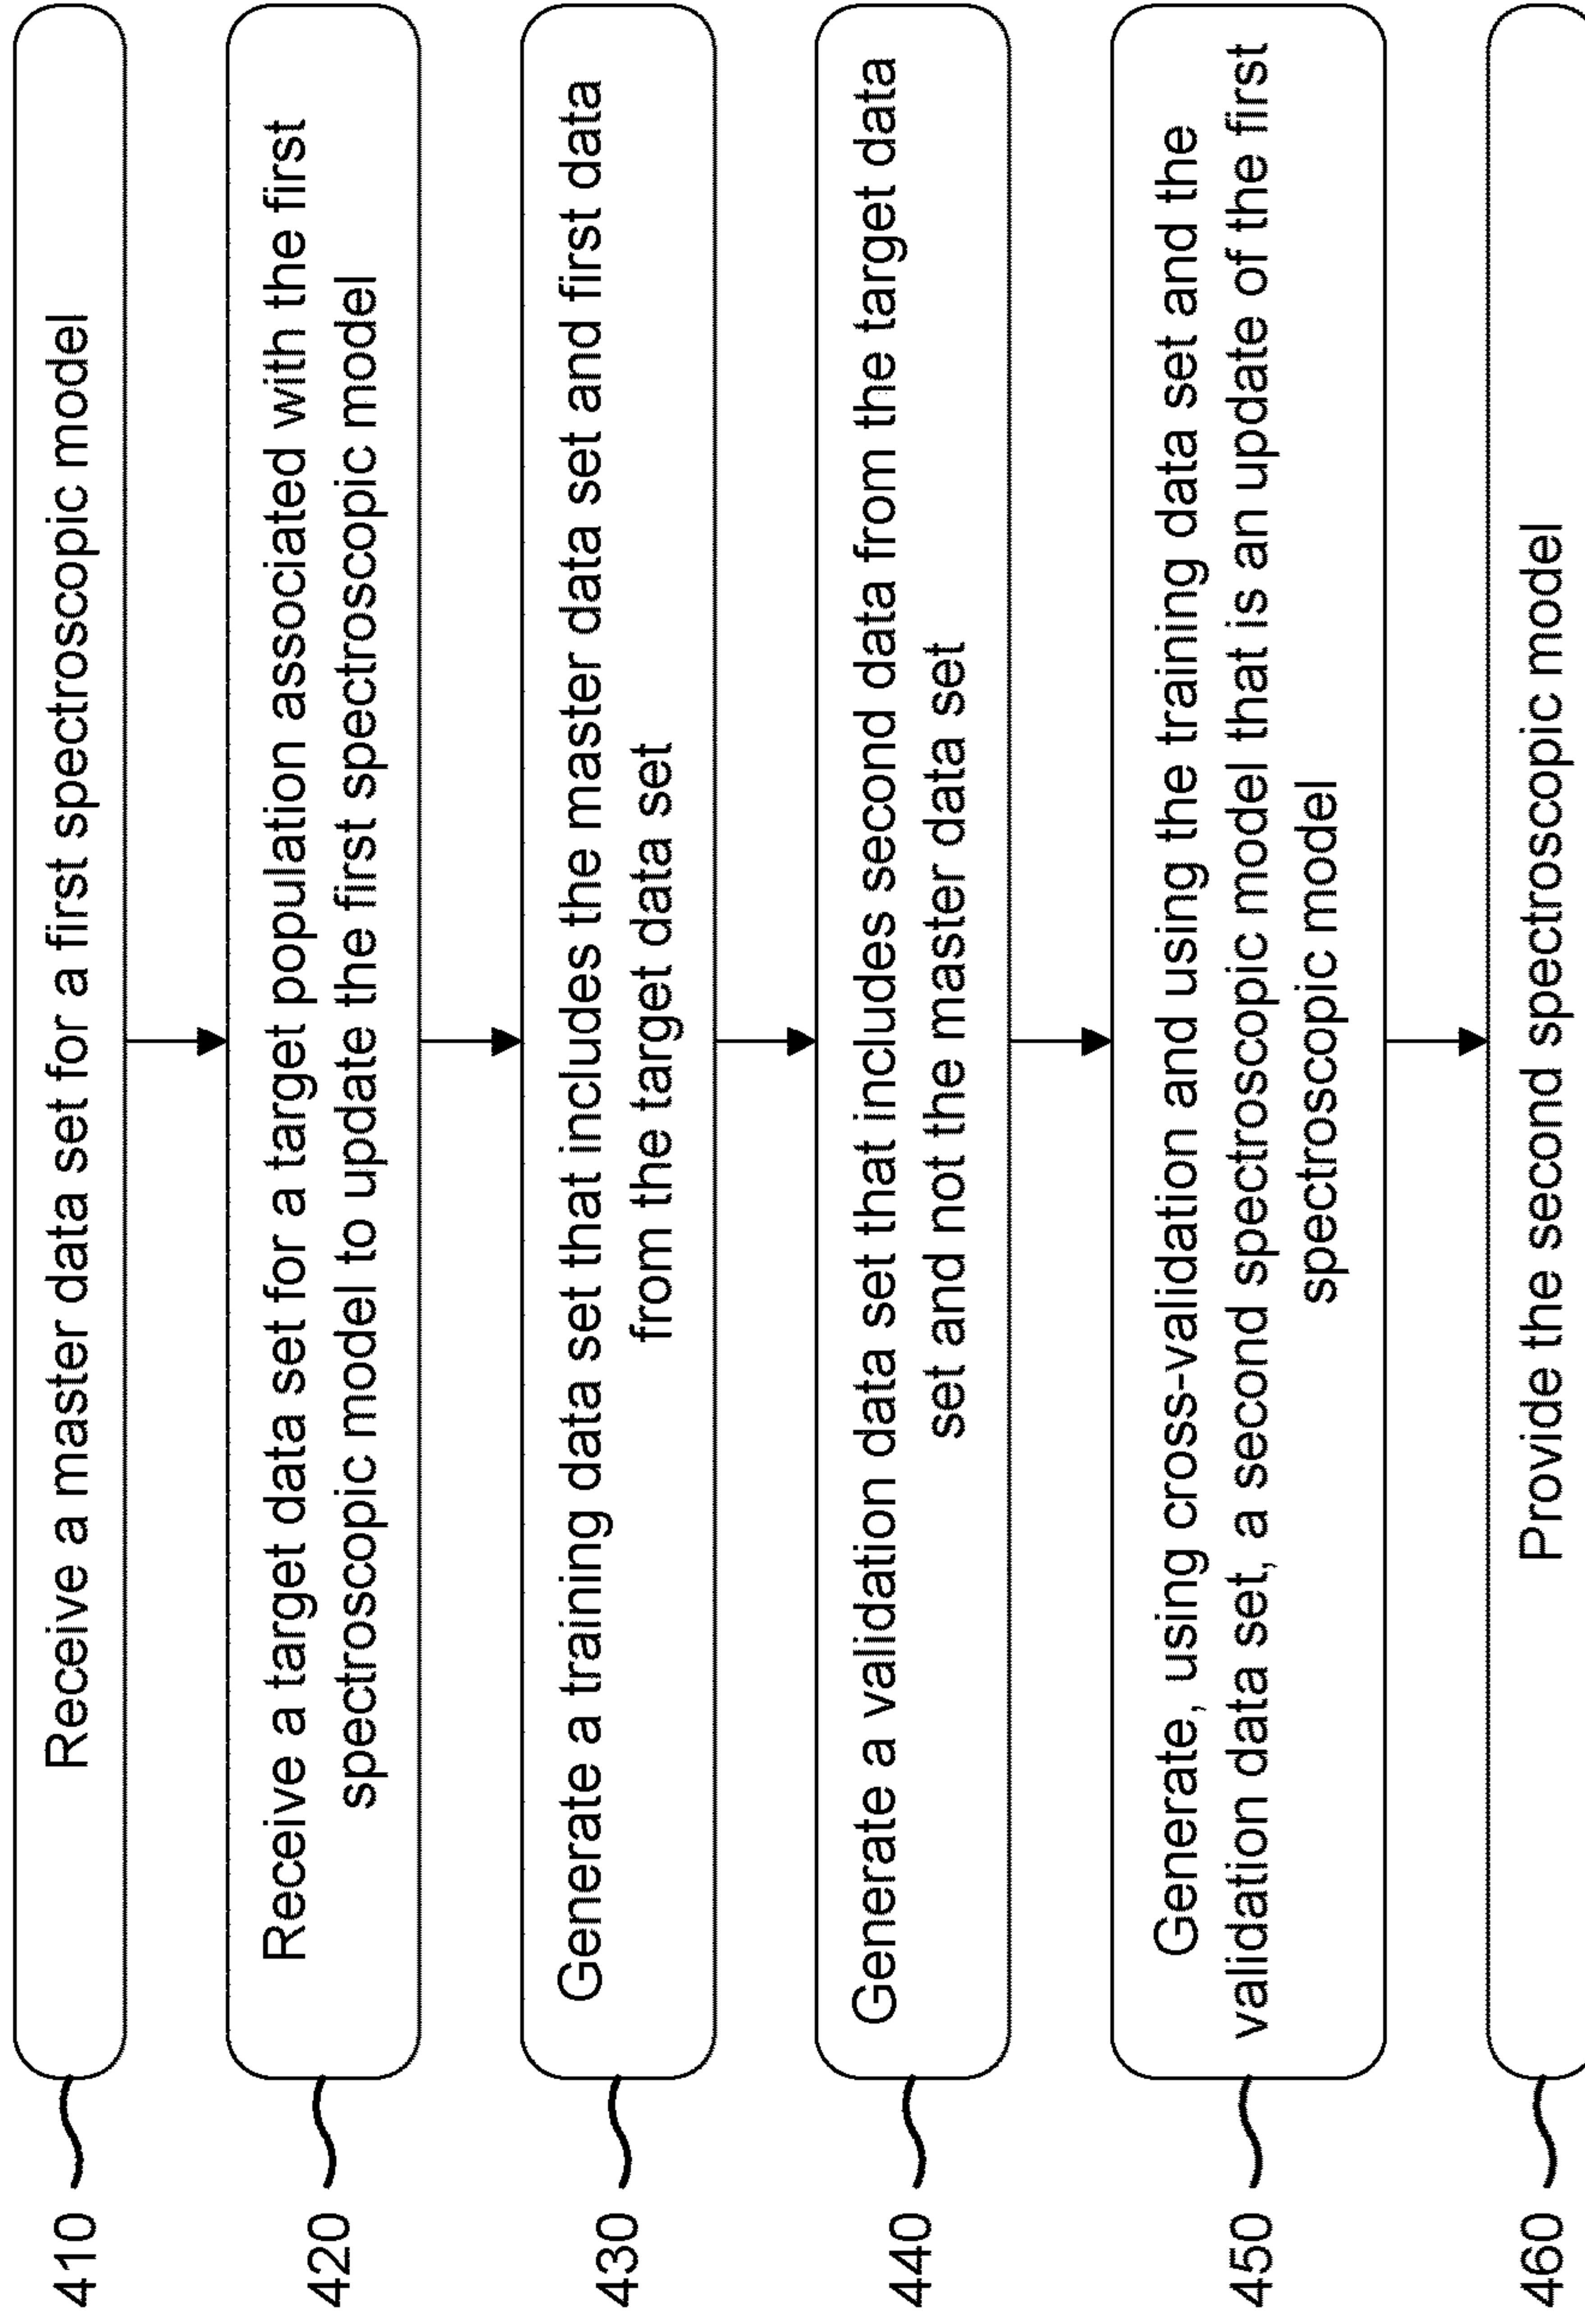 410
Receive a master data set for a first spectroscopic model
420
Receive a target data set for a target population associated with the first
spectroscopic model to update the first spectroscopic model
430
Generate a training data set that includes the master data set and first data
from the target data set
440
Generate a validation data set that includes second data from the target data
set and not the master data set
450
Generate, using cross-validation and using the training data set and the
validation data set, a second spectroscopic model that is an update of the first
spectroscopic model
460
Provide the second spectroscopic model